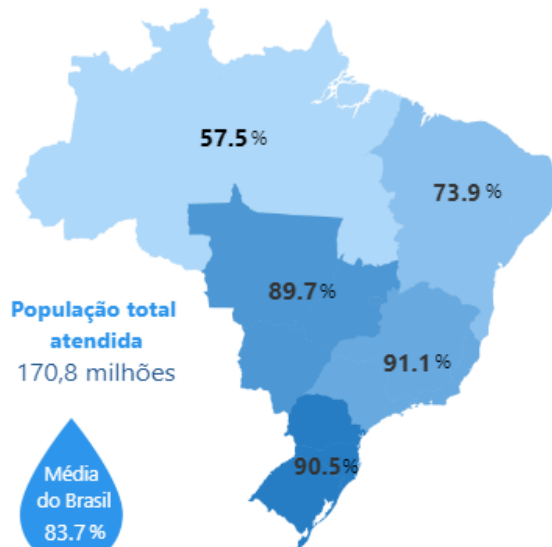 57.5 %
73.9 %
89.7 %
População total
atendida
170,8 milhões
91.1 %
90.5%
Média
do Brasil
83.7 %